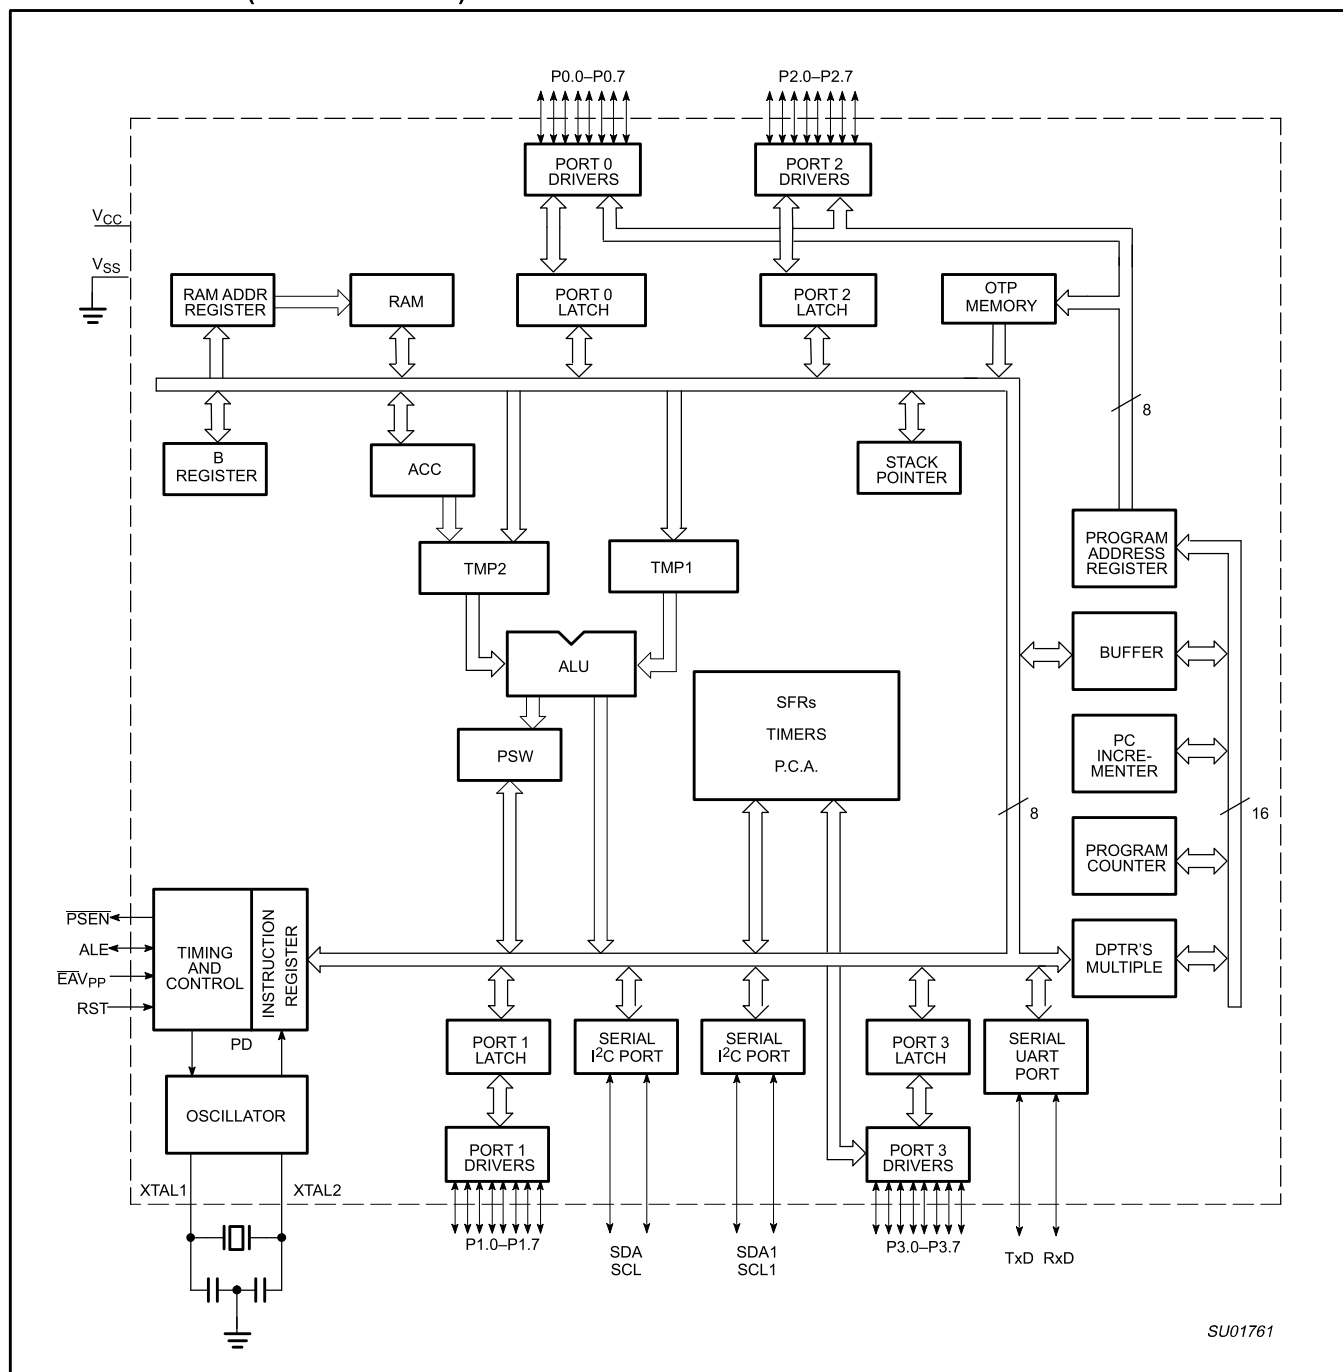 P0.0–P0.7
P2.0–P2.7
PORT 0
DRIVERS
PORT 2
DRIVERS
VCC
VSS
RAM ADDR
REGISTER
RAM
PORT 0
LATCH
PORT 2
LATCH
OTP
MEMORY
8
B
REGISTER
ACC
STACK
POINTER
PROGRAM
ADDRESS
REGISTER
TMP2
TMP1
ALU
BUFFER
SFRs
TIMERS
P.C.A.
PSW
PC
INCRE-
MENTER
8
16
PROGRAM
COUNTER
PSEN
ALE
EAVPP
RST
TIMING
AND
CONTROL
INSTRUCTION
REGISTER
DPTR'S
MULTIPLE
PD
PORT 1
LATCH
SERIAL
I2C PORT
SERIAL
I2C PORT
PORT 3
LATCH
SERIAL
UART
PORT
OSCILLATOR
PORT 1
DRIVERS
PORT 3
DRIVERS
XTAL1
XTAL2
P1.0–P1.7
SDA
SCL
SDA1
SCL1
P3.0–P3.7
TxD RxD
SU01761